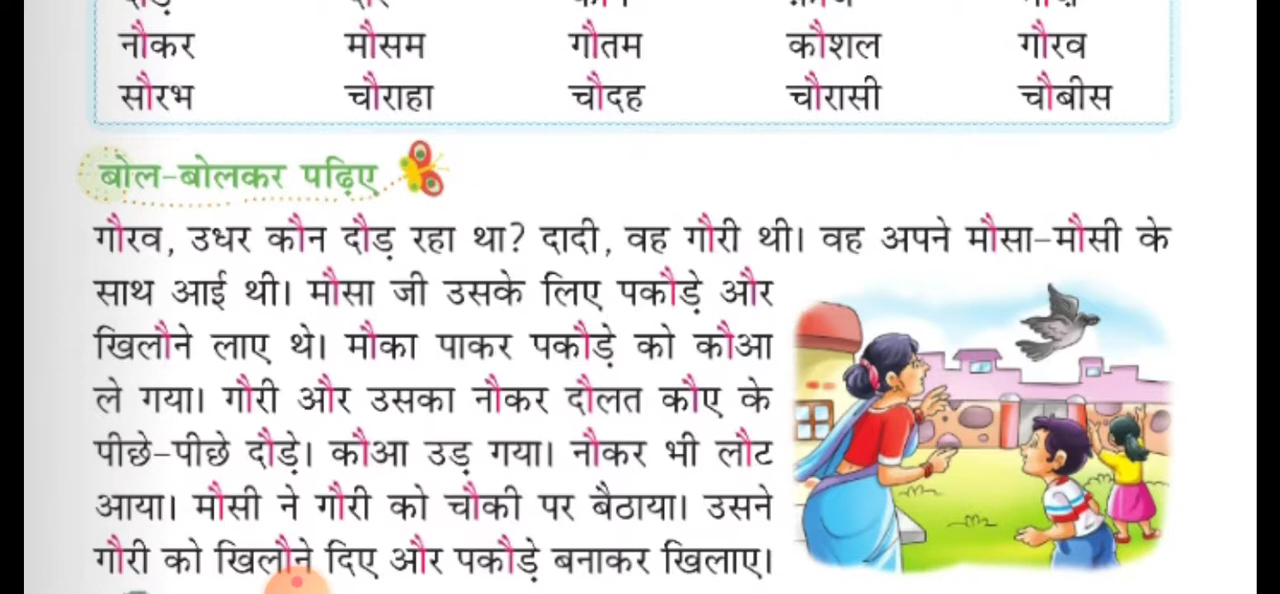 नौकर मौसम गौतम कौशल गौरव
सौरभ चौराहा चौदह चौरासी चौबीस
बोल-बोलकर पढ़िए
गौरव, उधर कौन दौड़ रहा था? दादी, वह गौरी थी। वह अपने मौसा-मौसी के
साथ आई थी। मौसा जी उसके लिए पकौड़े और
खिलौने लाए थे। मौका पाकर पकौड़े को कौआ
ले गया। गौरी और उसका नौकर दौलत कौए के
पीछे-पीछे दौड़े। कौआ उड़ गया। नौकर भी लौट
आया। मौसी ने गौरी को चौकी पर बैठाया। उसने
गौरी को खिलौने दिए और पकौड़े बनाकर खिलाए।